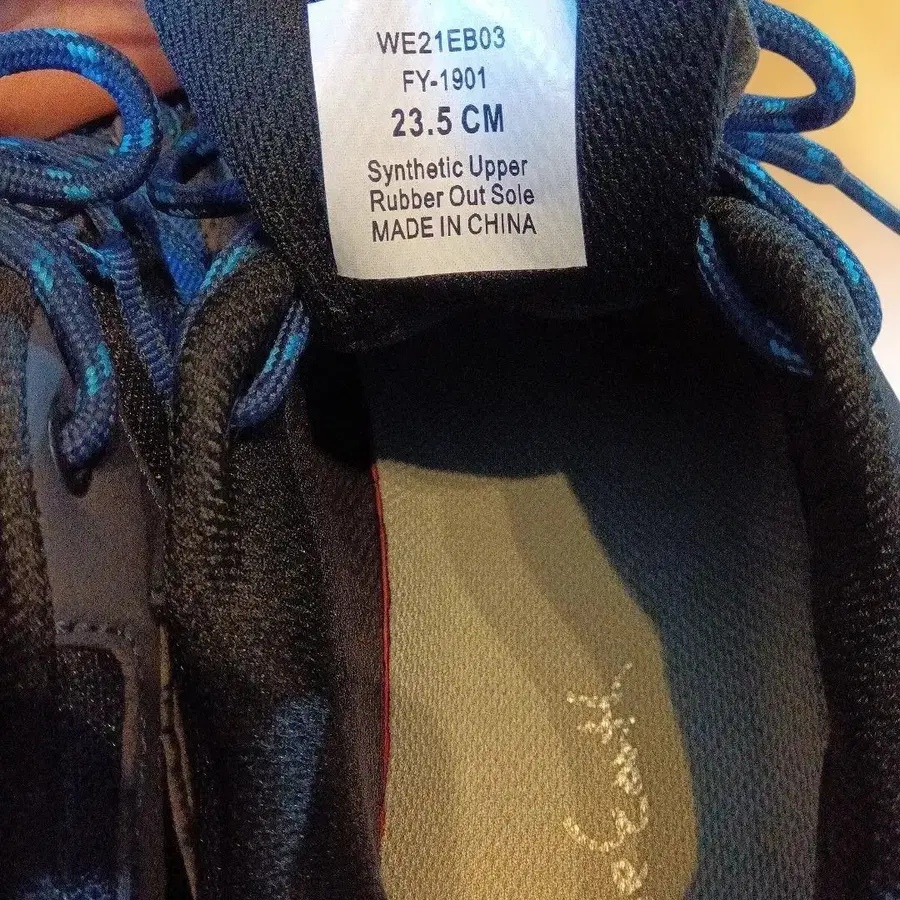 WE21EB03
FY-1901
23.5 CM
Synthetic Upper
Rubber Out Sole
MADE IN CHINA